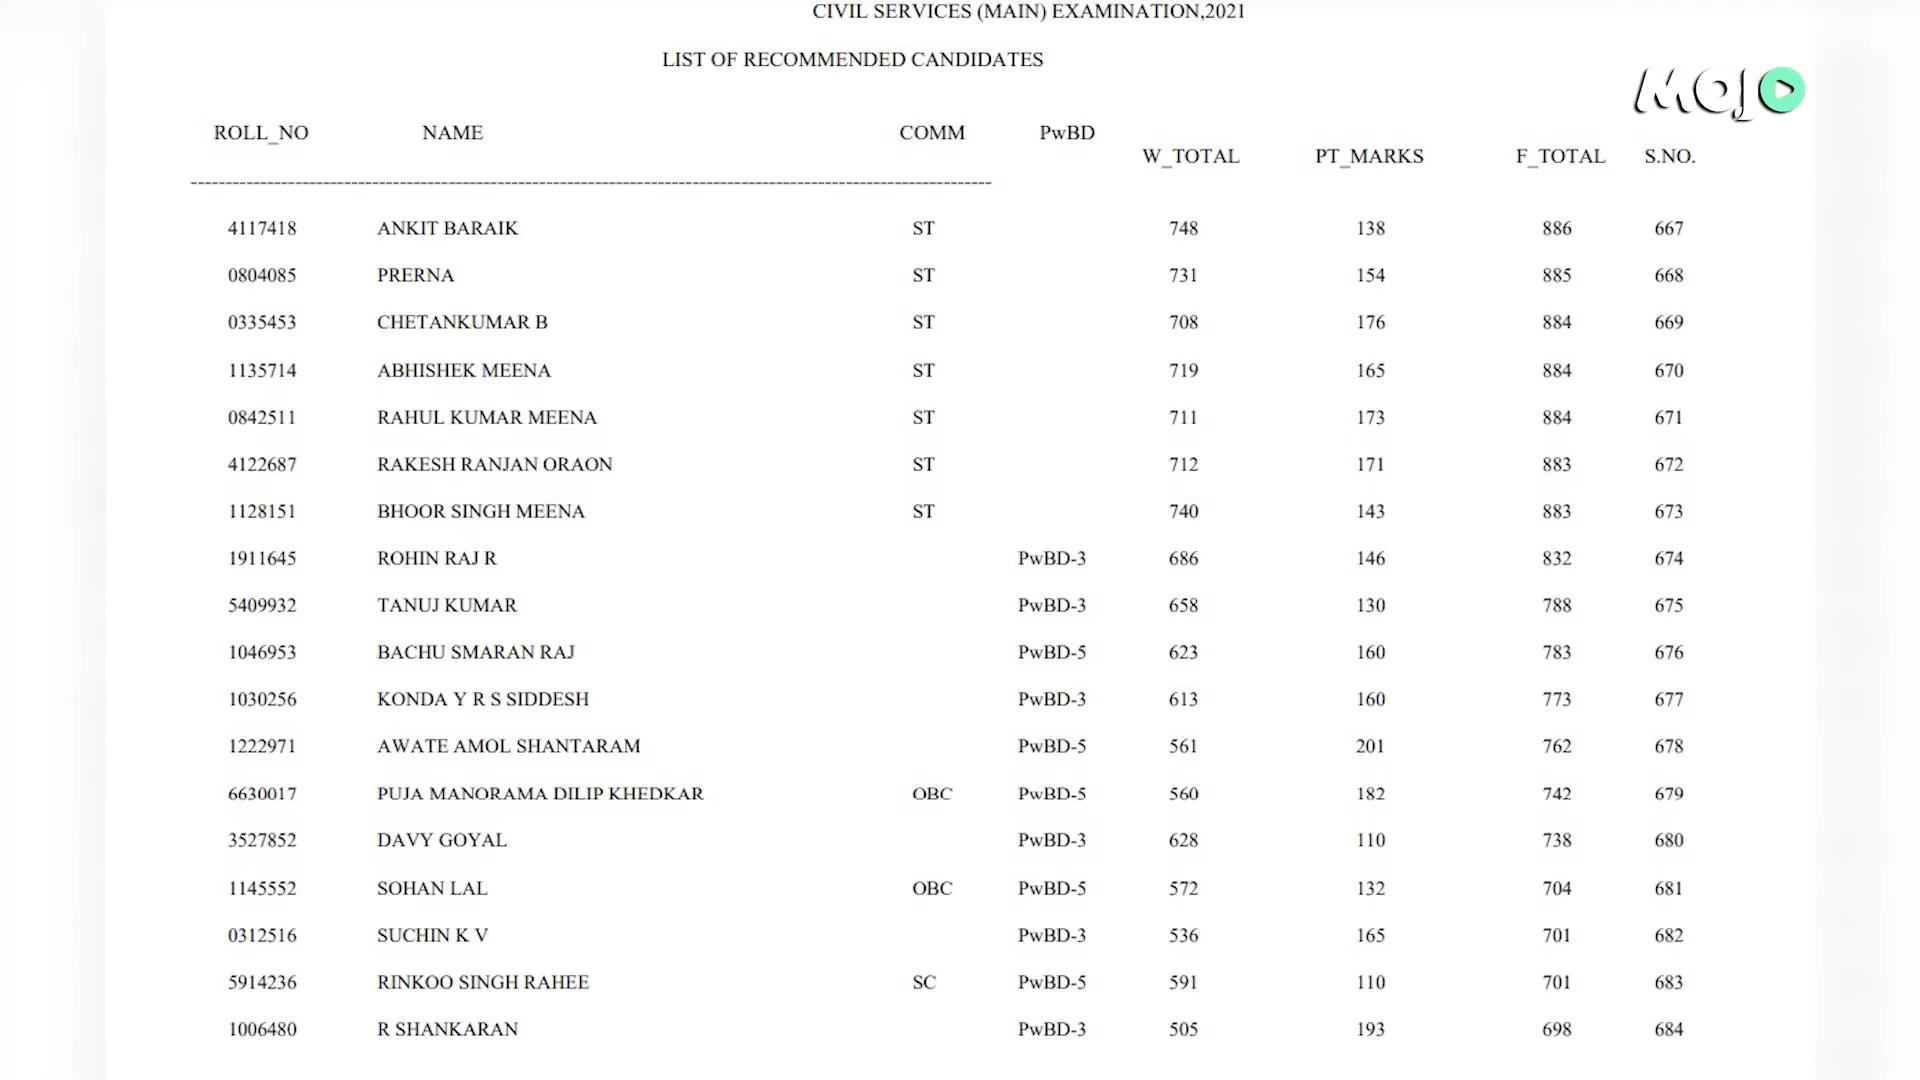 CIVIL SERVICES (MAIN) EXAMINATION,2021
LIST OF RECOMMENDED CANDIDATES
MOJO
ROLL_NO NAME COMM PwBD
W_TOTAL PT_MARKS F_TOTAL S.NO.
4117418 ANKIT BARAIK ST 748 138 886 667
0804085 PRERNA ST 731 154 885 668
0335453 CHETANKUMAR B ST 708 176 884 669
1135714 ABHISHEK MEENA ST 719 165 884 670
0842511 RAHUL KUMAR MEENA ST 711 173 884 671
4122687 RAKESH RANJAN ORAON ST 712 171 883 672
1128151 BHOOR SINGH MEENA ST 740 143 883 673
1911645 ROHIN RAJ R PwBD-3 686 146 832 674
5409932 TANUJ KUMAR PwBD-3 658 130 788 675
1046953 BACHU SMARAN RAJ PwBD-5 623 160 783 676
1030256 KONDA Y R S SIDDESH PwBD-3 613 160 773 677
1222971 AWATE AMOL SHANTARAM PwBD-5 561 201 762 678
6630017 PUJA MANORAMA DILIP KHEDKAR OBC PwBD-5 560 182 742 679
3527852 DAVY GOYAL PwBD-3 628 110 738 680
1145552 SOHAN LAL OBC PwBD-5 572 132 704 681
0312516 SUCHIN K V PwBD-3 536 165 701 682
5914236 RINKOO SINGH RAHEE SC PwBD-5 591 110 701 683
1006480 R SHANKARAN PwBD-3 505 193 698 684